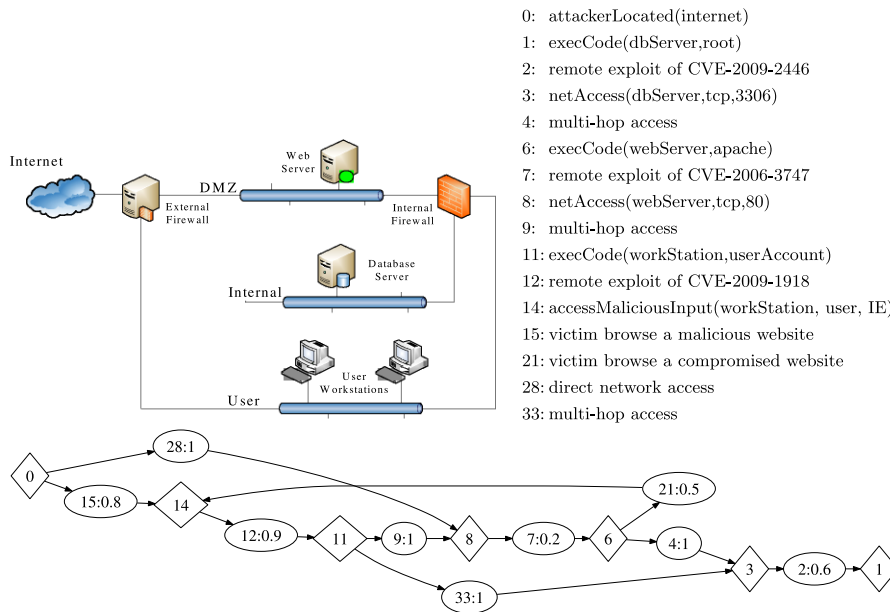 Internet
External
Firewall
DMZ
Web
Server
Internal
Firewall
Database
Server
Internal
User
Workstations
User
0: attackerLocated(internet)
1: execCode(dbServer,root)
2: remote exploit of CVE-2009-2446
3: netAccess(dbServer,tcp,3306)
4: multi-hop access
6: execCode(webServer,apache)
7: remote exploit of CVE-2006-3747
8: netAccess(webServer,tcp,80)
9: multi-hop access
11: execCode(workStation,userAccount)
12: remote exploit of CVE-2009-1918
14: accessMaliciousInput(workStation, user, IE)
15: victim browse a malicious website
21: victim browse a compromised website
28: direct network access
33: multi-hop access
0
28:1
15:0.8
14
12:0.9
11
9:1
8
7:0.2
6
21:0.5
4:1
33:1
3
2:0.6
1